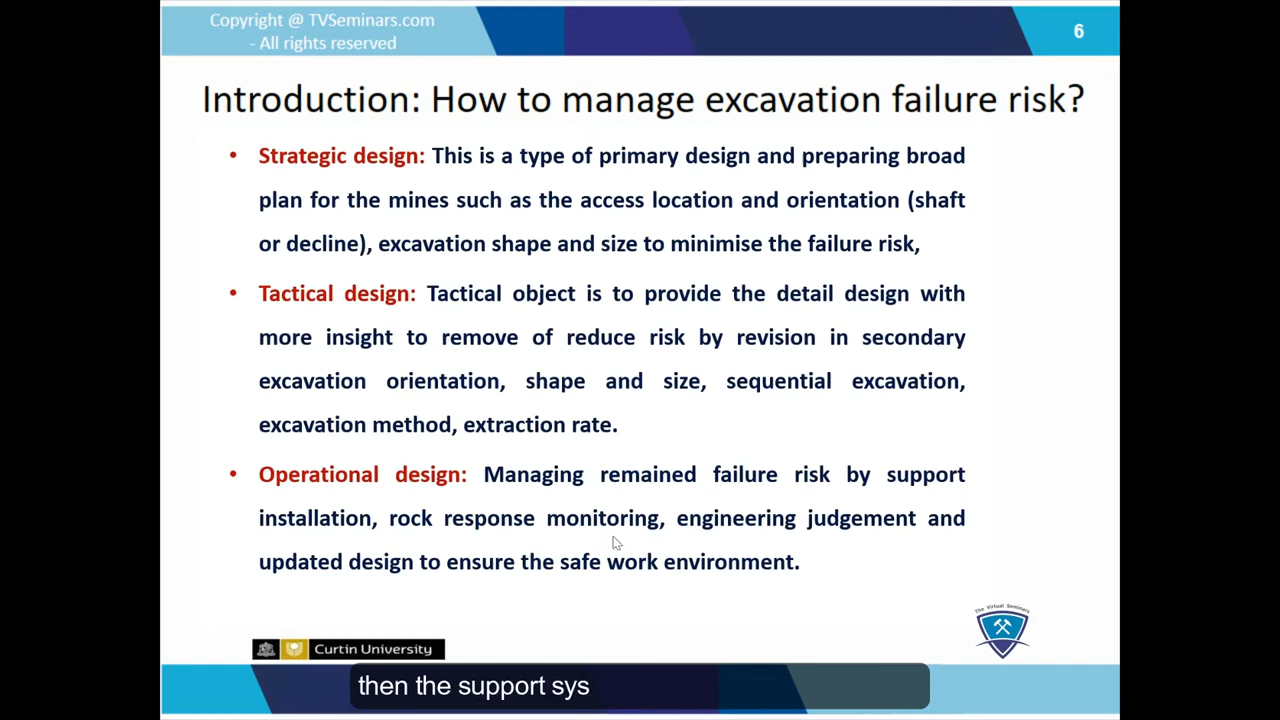 Copyright @ TVSeminars.com
- All rights reserved
6
Introduction: How to manage excavation failure risk?
• Strategic design: This is a type of primary design and preparing broad
plan for the mines such as the access location and orientation (shaft
or decline), excavation shape and size to minimise the failure risk,
• Tactical design: Tactical object is to provide the detail design with
more insight to remove of reduce risk by revision in secondary
excavation orientation, shape and size, sequential excavation,
excavation method, extraction rate.
• Operational design: Managing remained failure risk by support
installation, rock response monitoring, engineering judgement and
updated design to ensure the safe work environment.
The Virtual Seminars
Curtin University
then the support sys